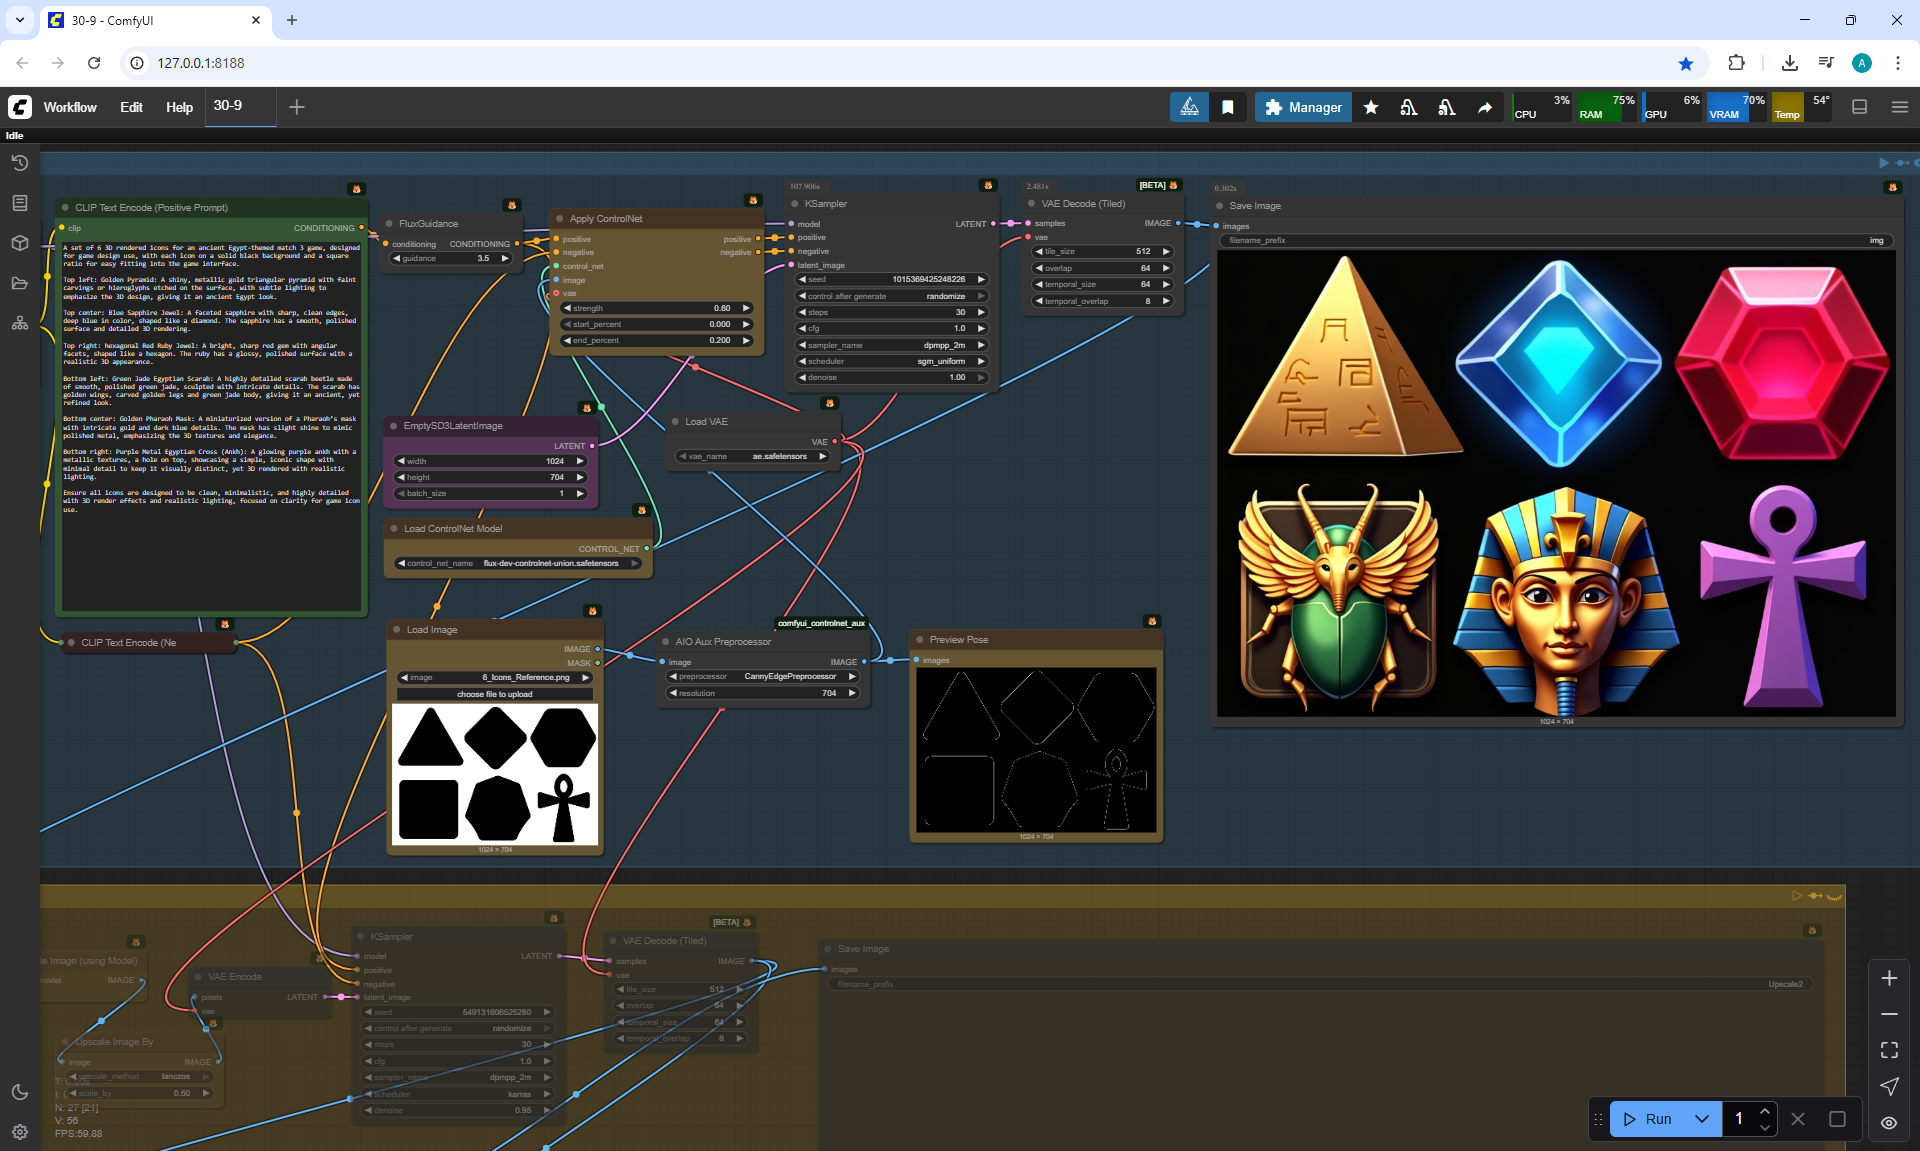 30-9 - ComfyUI
127.0.0.1:8188
A
Workflow
Edit
Help
30-9
Manager
3%
CPU
75%
RAM
6%
GPU
70%
VRAM
54°
Temp
Idle
CLIP Text Encode (Positive Prompt)
clip
CONDITIONING
A set of 6 3D rendered icons for an ancient Egypt-themed match 3 game, designed
for game design use, with each icon on a solid black background and a square
ratio for easy fitting into the game interface.
Top left: Golden Pyramid: A shiny, metallic gold triangular pyramid with faint
carvings or hieroglyphs etched on the surface, with subtle lighting to
emphasize the 3D design, giving it an ancient Egypt look.
Top center: Blue Sapphire Jewel: A faceted sapphire with sharp, clean edges,
deep blue in color, shaped like a diamond. The sapphire has a smooth, polished
surface and detailed 3D rendering.
Top right: hexagonal Red Ruby Jewel: A bright, sharp red gem with angular
facets, shaped like a hexagon. The ruby has a glossy, polished surface with a
realistic 3D appearance.
Bottom left: Green Jade Egyptian Scarab: A highly detailed scarab beetle made
of smooth, polished green jade, sculpted with intricate details. The scarab has
golden wings, carved golden legs and green jade body, giving it an ancient, yet
refined look.
Bottom center: Golden Pharaoh Mask: A miniaturized version of a Pharaoh's mask
with intricate gold and dark blue details. The mask has slight shine to mimic
polished metal, emphasizing the 3D textures and elegance.
Bottom right: Purple Metal Egyptian Cross (Ankh): A glowing purple ankh with a
metallic textures, a hole on top, showcasing a simple, iconic shape with
minimal detail to keep it visually distinct, yet 3D rendered with realistic
lighting.
Ensure all icons are designed to be clean, minimalistic, and highly detailed
with 3D render effects and realistic lighting, focused on clarity for game icon
use.
CLIP Text Encode (Ne
FluxGuidance
conditioning
CONDITIONING
guidance
3.5
Apply ControlNet
positive
positive
negative
negative
control_net
image
vae
strength
0.60
start_percent
0.000
end_percent
0.200
107.906s
KSampler
model
LATENT
positive
negative
latent_image
seed
1015369425248226
control after generate
randomize
steps
30
cfg
1.0
sampler_name
dpmpp_2m
scheduler
sgm_uniform
denoise
1.00
2.481s
[BETA]
VAE Decode (Tiled)
samples
IMAGE
vae
tile_size
512
overlap
64
temporal_size
64
temporal_overlap
8
0.302s
Save Image
images
filename_prefix
img
1024 × 704
EmptySD3LatentImage
LATENT
width
1024
height
704
batch_size
1
Load VAE
VAE
vae_name
ae.safetensors
Load ControlNet Model
CONTROL_NET
control_net_name
flux-dev-controlnet-union.safetensors
Load Image
IMAGE
MASK
image
6_Icons_Reference.png
choose file to upload
1024 × 704
comfyui_controlnet_aux
AIO Aux Preprocessor
image
IMAGE
preprocessor
CannyEdgePreprocessor
resolution
704
Preview Pose
images
1024 × 704
le Image (using Model)
model
IMAGE
VAE Encode
pixels
LATENT
vae
Upscale Image By
image
IMAGE
upscale_method
lanczos
scale_by
0.50
N: 27 [21]
V: 56
FPS:59.88
KSampler
model
LATENT
positive
negative
latent_image
seed
549131606525280
control after generate
randomize
steps
30
cfg
1.0
sampler_name
dpmpp_2m
scheduler
karras
denoise
0.95
[BETA]
VAE Decode (Tiled)
samples
IMAGE
vae
tile_size
512
overlap
64
temporal_size
64
temporal_overlap
8
Save Image
images
filename_prefix
Upscale2
Run
1